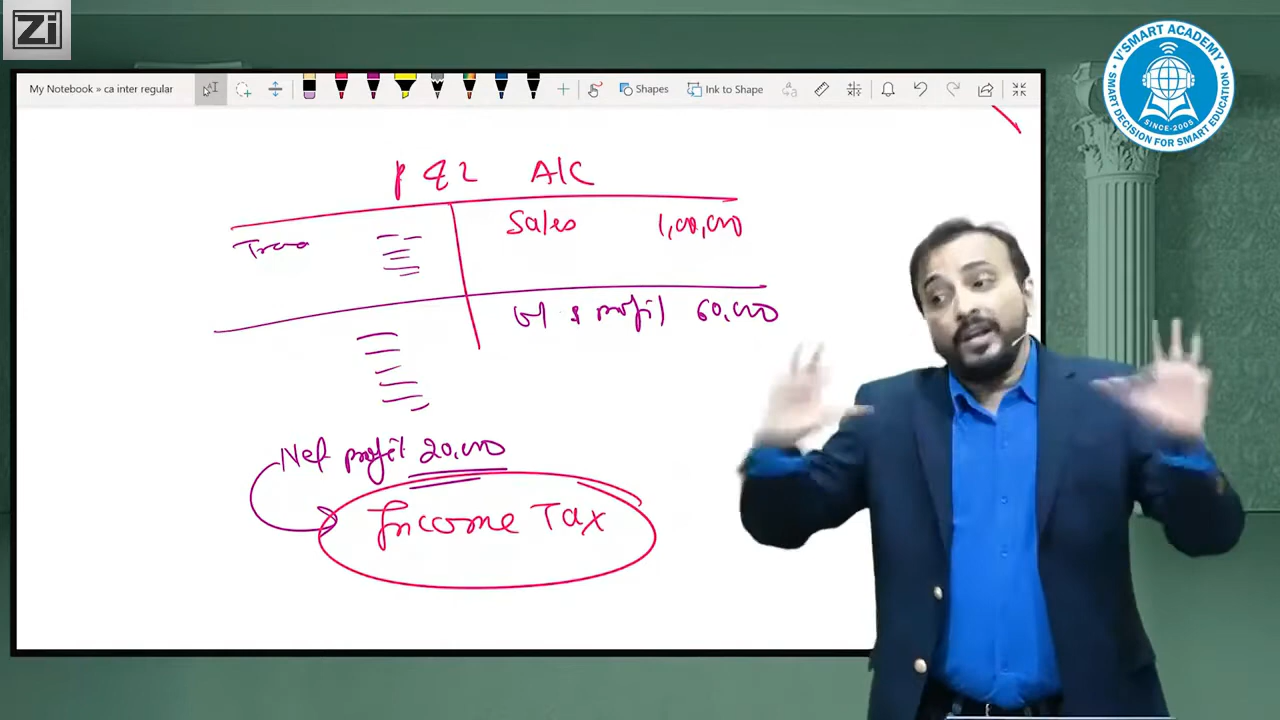 Zi
My Notebook » ca inter regular
Shapes
Ink to Shape
V'SMART ACADEMY
SINCE-2005
SMART DECISION FOR SMART EDUCATION
P & L A/C
Sales 1,00,000
profit 60,000
Net profit 20,000
Income Tax